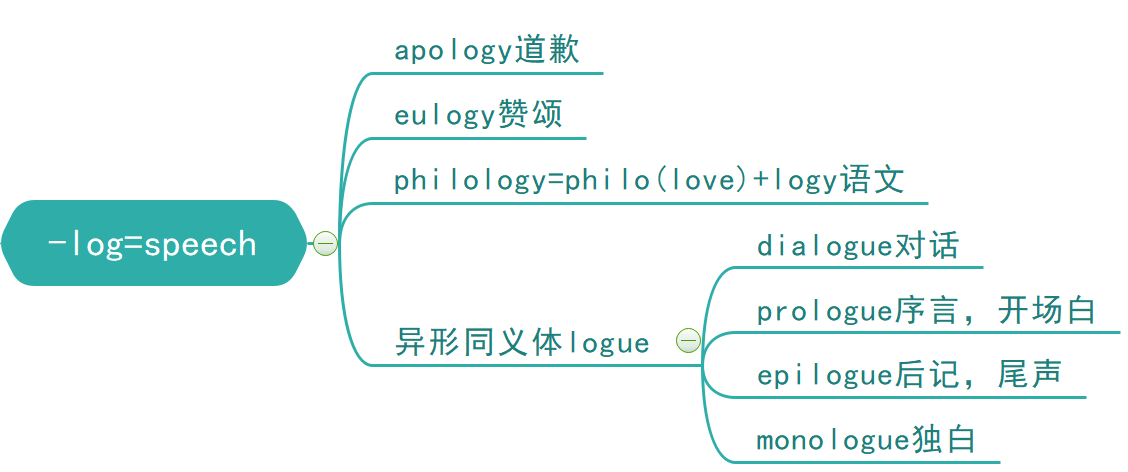 apology道歉
eulogy赞颂
philology=philo(love)+logy语文
-log=speech
异形同义体logue
dialogue对话
prologue序言，开场白
epilogue后记，尾声
monologue独白